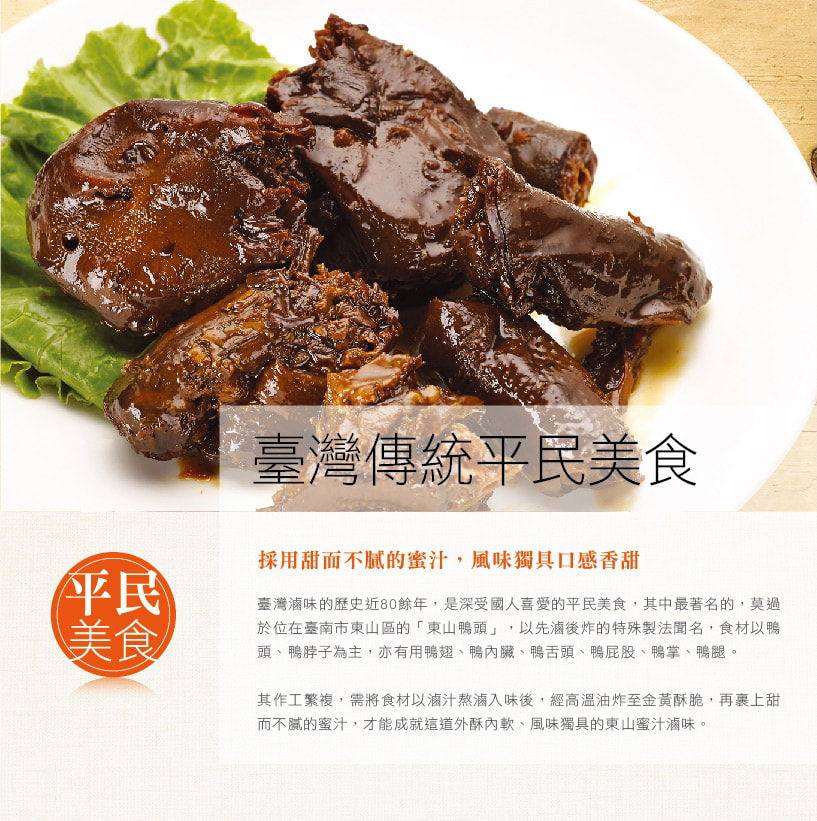 臺灣傳統平民美食
採用甜而不膩的蜜汁，風味獨具口感香甜
平民
美食
臺灣滷味的歷史近80餘年，是深受國人喜愛的平民美食，其中最著名的，莫過
於位在臺南市東山區的「東山鴨頭」，以先滷後炸的特殊製法聞名，食材以鴨
頭、鴨脖子為主，亦有用鴨翅、鴨內臟、鴨舌頭、鴨屁股、鴨掌、鴨腿。
其作工繁複，需將食材以滷汁熬滷入味後，經高溫油炸至金黃酥脆，再裹上甜
而不膩的蜜汁，才能成就這道外酥內軟、風味獨具的東山蜜汁滷味。